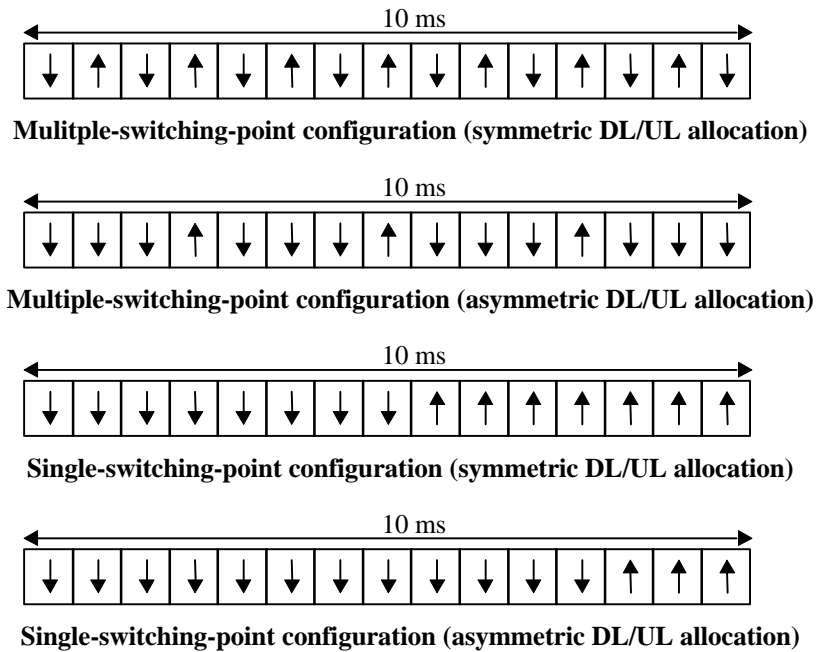 10 ms
Mulitple-switching-point configuration (symmetric DL/UL allocation)
10 ms
Multiple-switching-point configuration (asymmetric DL/UL allocation)
10 ms
Single-switching-point configuration (symmetric DL/UL allocation)
10 ms
Single-switching-point configuration (asymmetric DL/UL allocation)